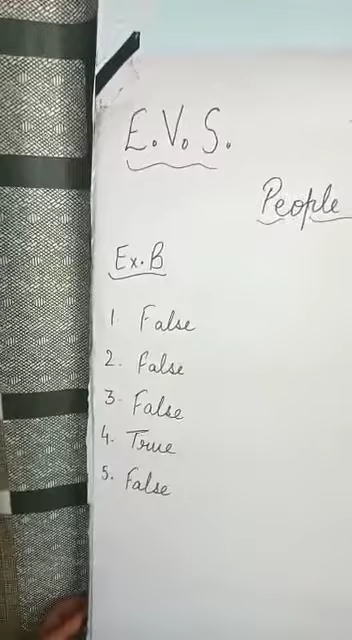 E.V.S.
People
Ex.B
1. False
2. False
3. False
4. True
5. False